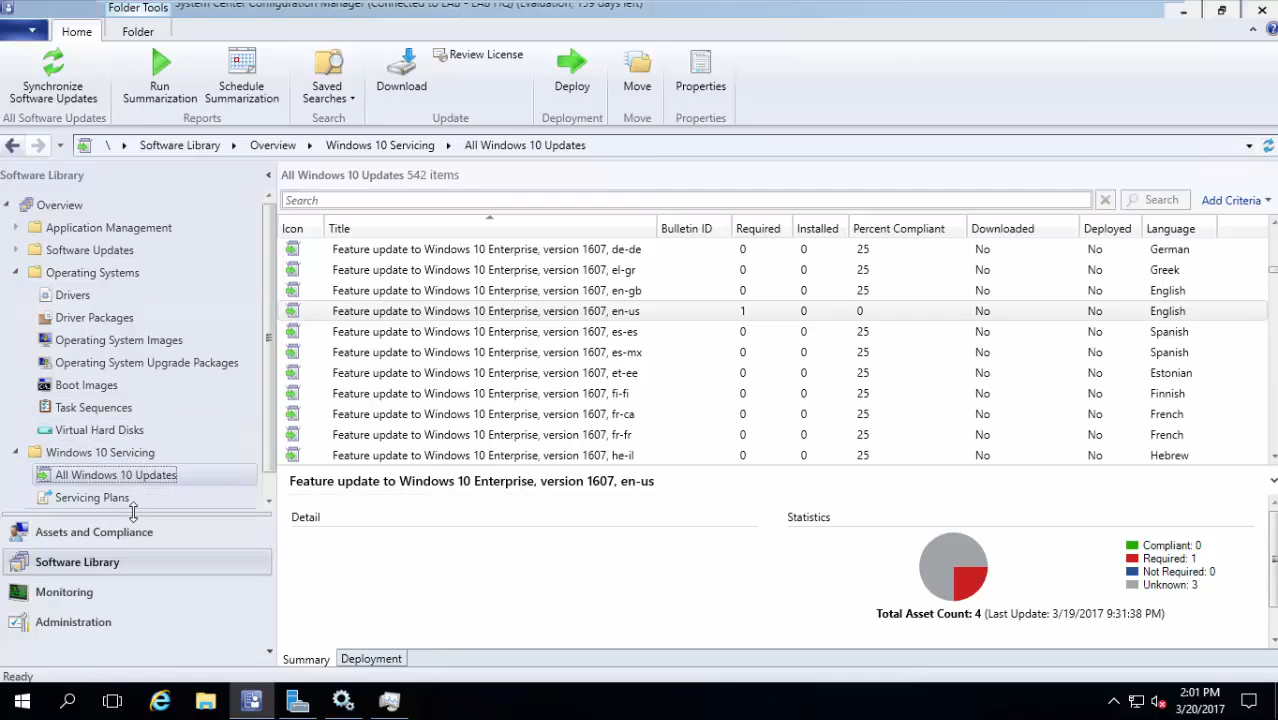 Folder Tools
System Center Configuration Manager (Connected to LAB - LAB HQ) (Evaluation, 159 days left)
Home
Folder
Synchronize
Software Updates
All Software Updates
Run
Summarization
Schedule
Summarization
Reports
Saved
Searches
Search
Download
Review License
Update
Deploy
Deployment
Move
Move
Properties
Properties
\ Software Library Overview Windows 10 Servicing All Windows 10 Updates
Software Library
Overview
Application Management
Software Updates
Operating Systems
Drivers
Driver Packages
Operating System Images
Operating System Upgrade Packages
Boot Images
Task Sequences
Virtual Hard Disks
Windows 10 Servicing
All Windows 10 Updates
Servicing Plans
Assets and Compliance
Software Library
Monitoring
Administration
All Windows 10 Updates 542 items
Search
Search
Add Criteria
Icon Title Bulletin ID Required Installed Percent Compliant Downloaded Deployed Language
Feature update to Windows 10 Enterprise, version 1607, de-de 0 0 25 No No German
Feature update to Windows 10 Enterprise, version 1607, el-gr 0 0 25 No No Greek
Feature update to Windows 10 Enterprise, version 1607, en-gb 0 0 25 No No English
Feature update to Windows 10 Enterprise, version 1607, en-us 1 0 0 No No English
Feature update to Windows 10 Enterprise, version 1607, es-es 0 0 25 No No Spanish
Feature update to Windows 10 Enterprise, version 1607, es-mx 0 0 25 No No Spanish
Feature update to Windows 10 Enterprise, version 1607, et-ee 0 0 25 No No Estonian
Feature update to Windows 10 Enterprise, version 1607, fi-fi 0 0 25 No No Finnish
Feature update to Windows 10 Enterprise, version 1607, fr-ca 0 0 25 No No French
Feature update to Windows 10 Enterprise, version 1607, fr-fr 0 0 25 No No French
Feature update to Windows 10 Enterprise, version 1607, he-il 0 0 25 No No Hebrew
Feature update to Windows 10 Enterprise, version 1607, en-us
Detail
Statistics
Compliant: 0
Required: 1
Not Required: 0
Unknown: 3
Total Asset Count: 4 (Last Update: 3/19/2017 9:31:38 PM)
Summary
Deployment
Ready
2:01 PM
3/20/2017